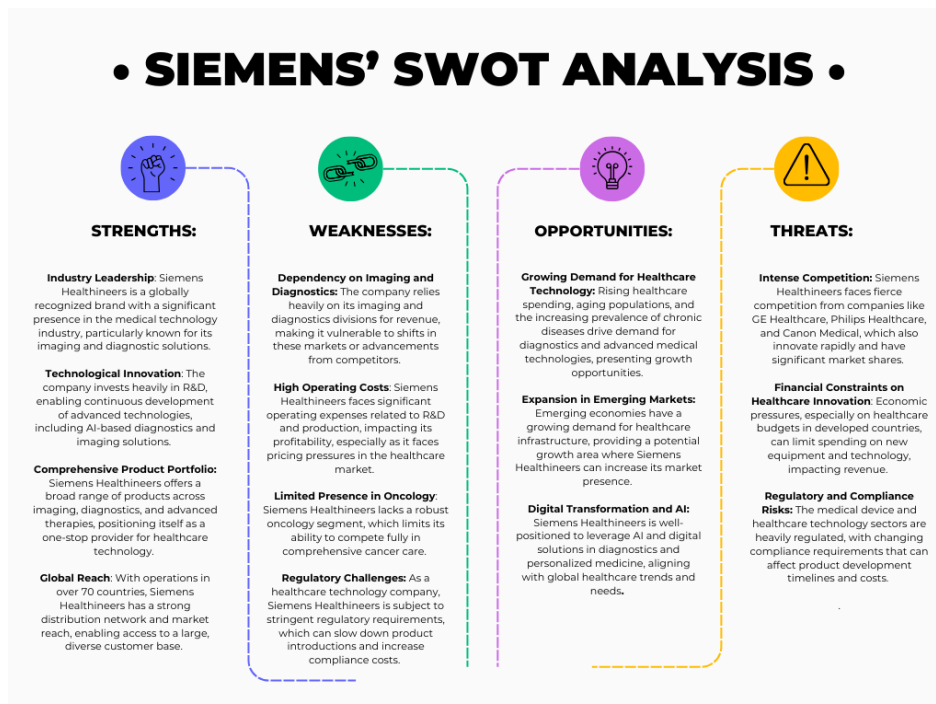 • SIEMENS’ SWOT ANALYSIS •
STRENGTHS:
Industry Leadership: Siemens
Healthineers is a globally
recognized brand with a significant
presence in the medical technology
industry, particularly known for its
imaging and diagnostic solutions.
Technological Innovation: The
company invests heavily in R&D,
enabling continuous development
of advanced technologies,
including AI-based diagnostics and
imaging solutions.
Comprehensive Product Portfolio:
Siemens Healthineers offers a
broad range of products across
imaging, diagnostics, and advanced
therapies, positioning itself as a
one-stop provider for healthcare
technology.
Global Reach: With operations in
over 70 countries, Siemens
Healthineers has a strong
distribution network and market
reach, enabling access to a large,
diverse customer base.
WEAKNESSES:
Dependency on Imaging and
Diagnostics: The company relies
heavily on its imaging and
diagnostics divisions for revenue,
making it vulnerable to shifts in
these markets or advancements
from competitors.
High Operating Costs: Siemens
Healthineers faces significant
operating expenses related to R&D
and production, impacting its
profitability, especially as it faces
pricing pressures in the healthcare
market.
Limited Presence in Oncology:
Siemens Healthineers lacks a robust
oncology segment, which limits its
ability to compete fully in
comprehensive cancer care.
Regulatory Challenges: As a
healthcare technology company,
Siemens Healthineers is subject to
stringent regulatory requirements,
which can slow down product
introductions and increase
compliance costs.
OPPORTUNITIES:
Growing Demand for Healthcare
Technology: Rising healthcare
spending, aging populations, and
the increasing prevalence of chronic
diseases drive demand for
diagnostics and advanced medical
technologies, presenting growth
opportunities.
Expansion in Emerging Markets:
Emerging economies have a
growing demand for healthcare
infrastructure, providing a potential
growth area where Siemens
Healthineers can increase its market
presence.
Digital Transformation and AI:
Siemens Healthineers is well-
positioned to leverage AI and digital
solutions in diagnostics and
personalized medicine, aligning
with global healthcare trends and
needs.
THREATS:
Intense Competition: Siemens
Healthineers faces fierce
competition from companies like
GE Healthcare, Philips Healthcare,
and Canon Medical, which also
innovate rapidly and have
significant market shares.
Financial Constraints on
Healthcare Innovation: Economic
pressures, especially on healthcare
budgets in developed countries,
can limit spending on new
equipment and technology,
impacting revenue.
Regulatory and Compliance
Risks: The medical device and
healthcare technology sectors are
heavily regulated, with changing
compliance requirements that can
affect product development
timelines and costs.
.